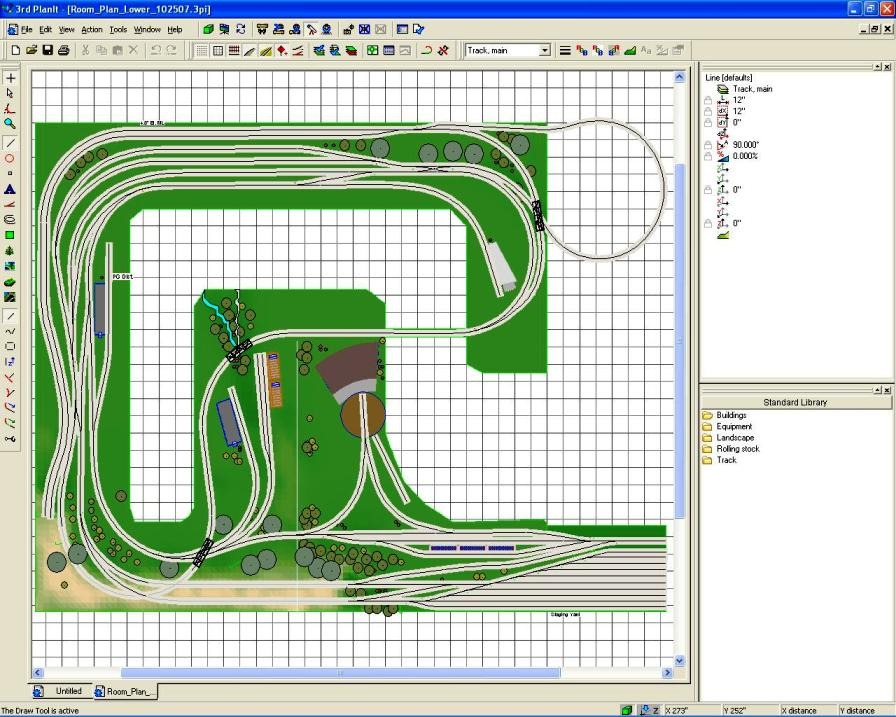 3rd PlanIt - [Room_Plan_Lower_102507.3pi]
File Edit View Action Tools Window Help
Track, main
Line [defaults]
Track, main
12"
12"
0"
90.000°
0.000%
0"
0"
PG Dist.
Staging Yard
Standard Library
Buildings
Equipment
Landscape
Rolling stock
Track
Untitled Room_Plan_...
The Draw Tool is active Z X 273" Y 252" X distance Y distance